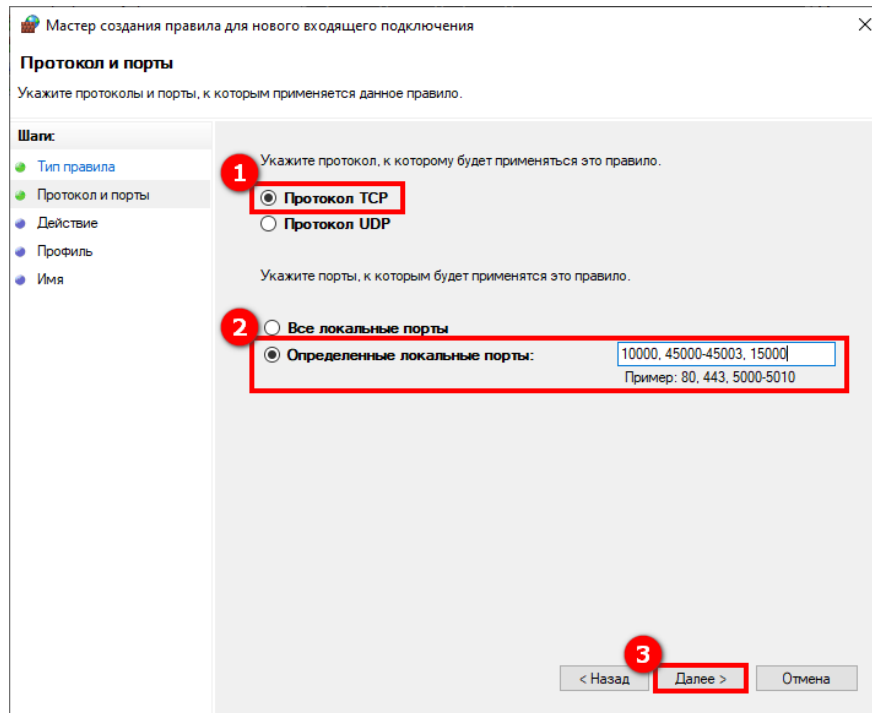 Мастер создания правила для нового входящего подключения
Протокол и порты
Укажите протоколы и порты, к которым применяется данное правило.
Шаги:
Тип правила
Протокол и порты
Действие
Профиль
Имя
1
Укажите протокол, к которому будет применяться это правило.
Протокол TCP
Протокол UDP
Укажите порты, к которым будет применятся это правило.
2
Все локальные порты
Определенные локальные порты: 10000, 45000-45003, 15000
Пример: 80, 443, 5000-5010
3
< Назад Далее > Отмена